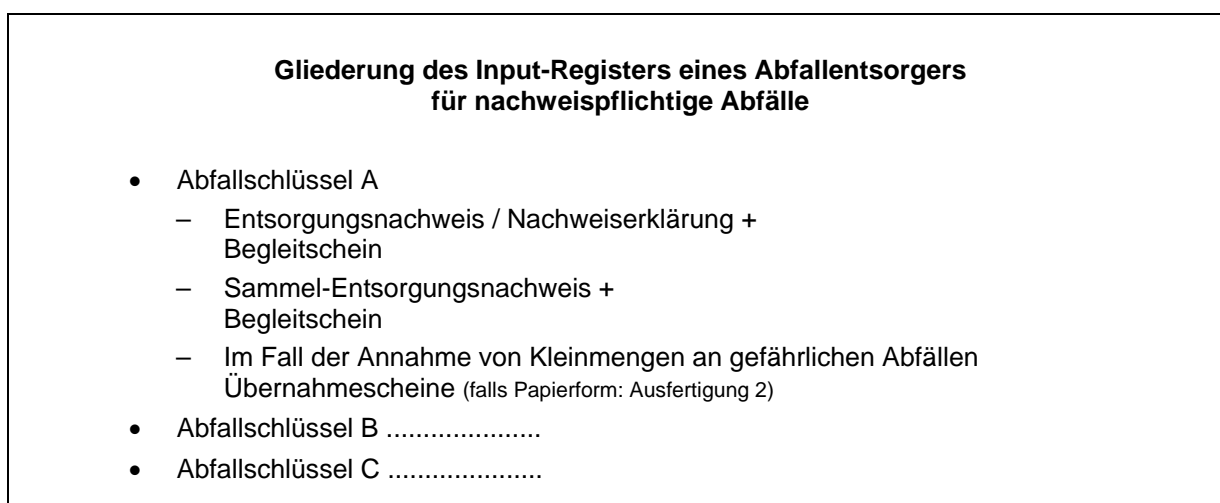 Gliederung des Input-Registers eines Abfallentsorgers
für nachweispflichtige Abfälle
• Abfallschlüssel A
– Entsorgungsnachweis / Nachweiserklärung +
Begleitschein
– Sammel-Entsorgungsnachweis +
Begleitschein
– Im Fall der Annahme von Kleinmengen an gefährlichen Abfällen
Übernahmescheine (falls Papierform: Ausfertigung 2)
• Abfallschlüssel B .....................
• Abfallschlüssel C .....................